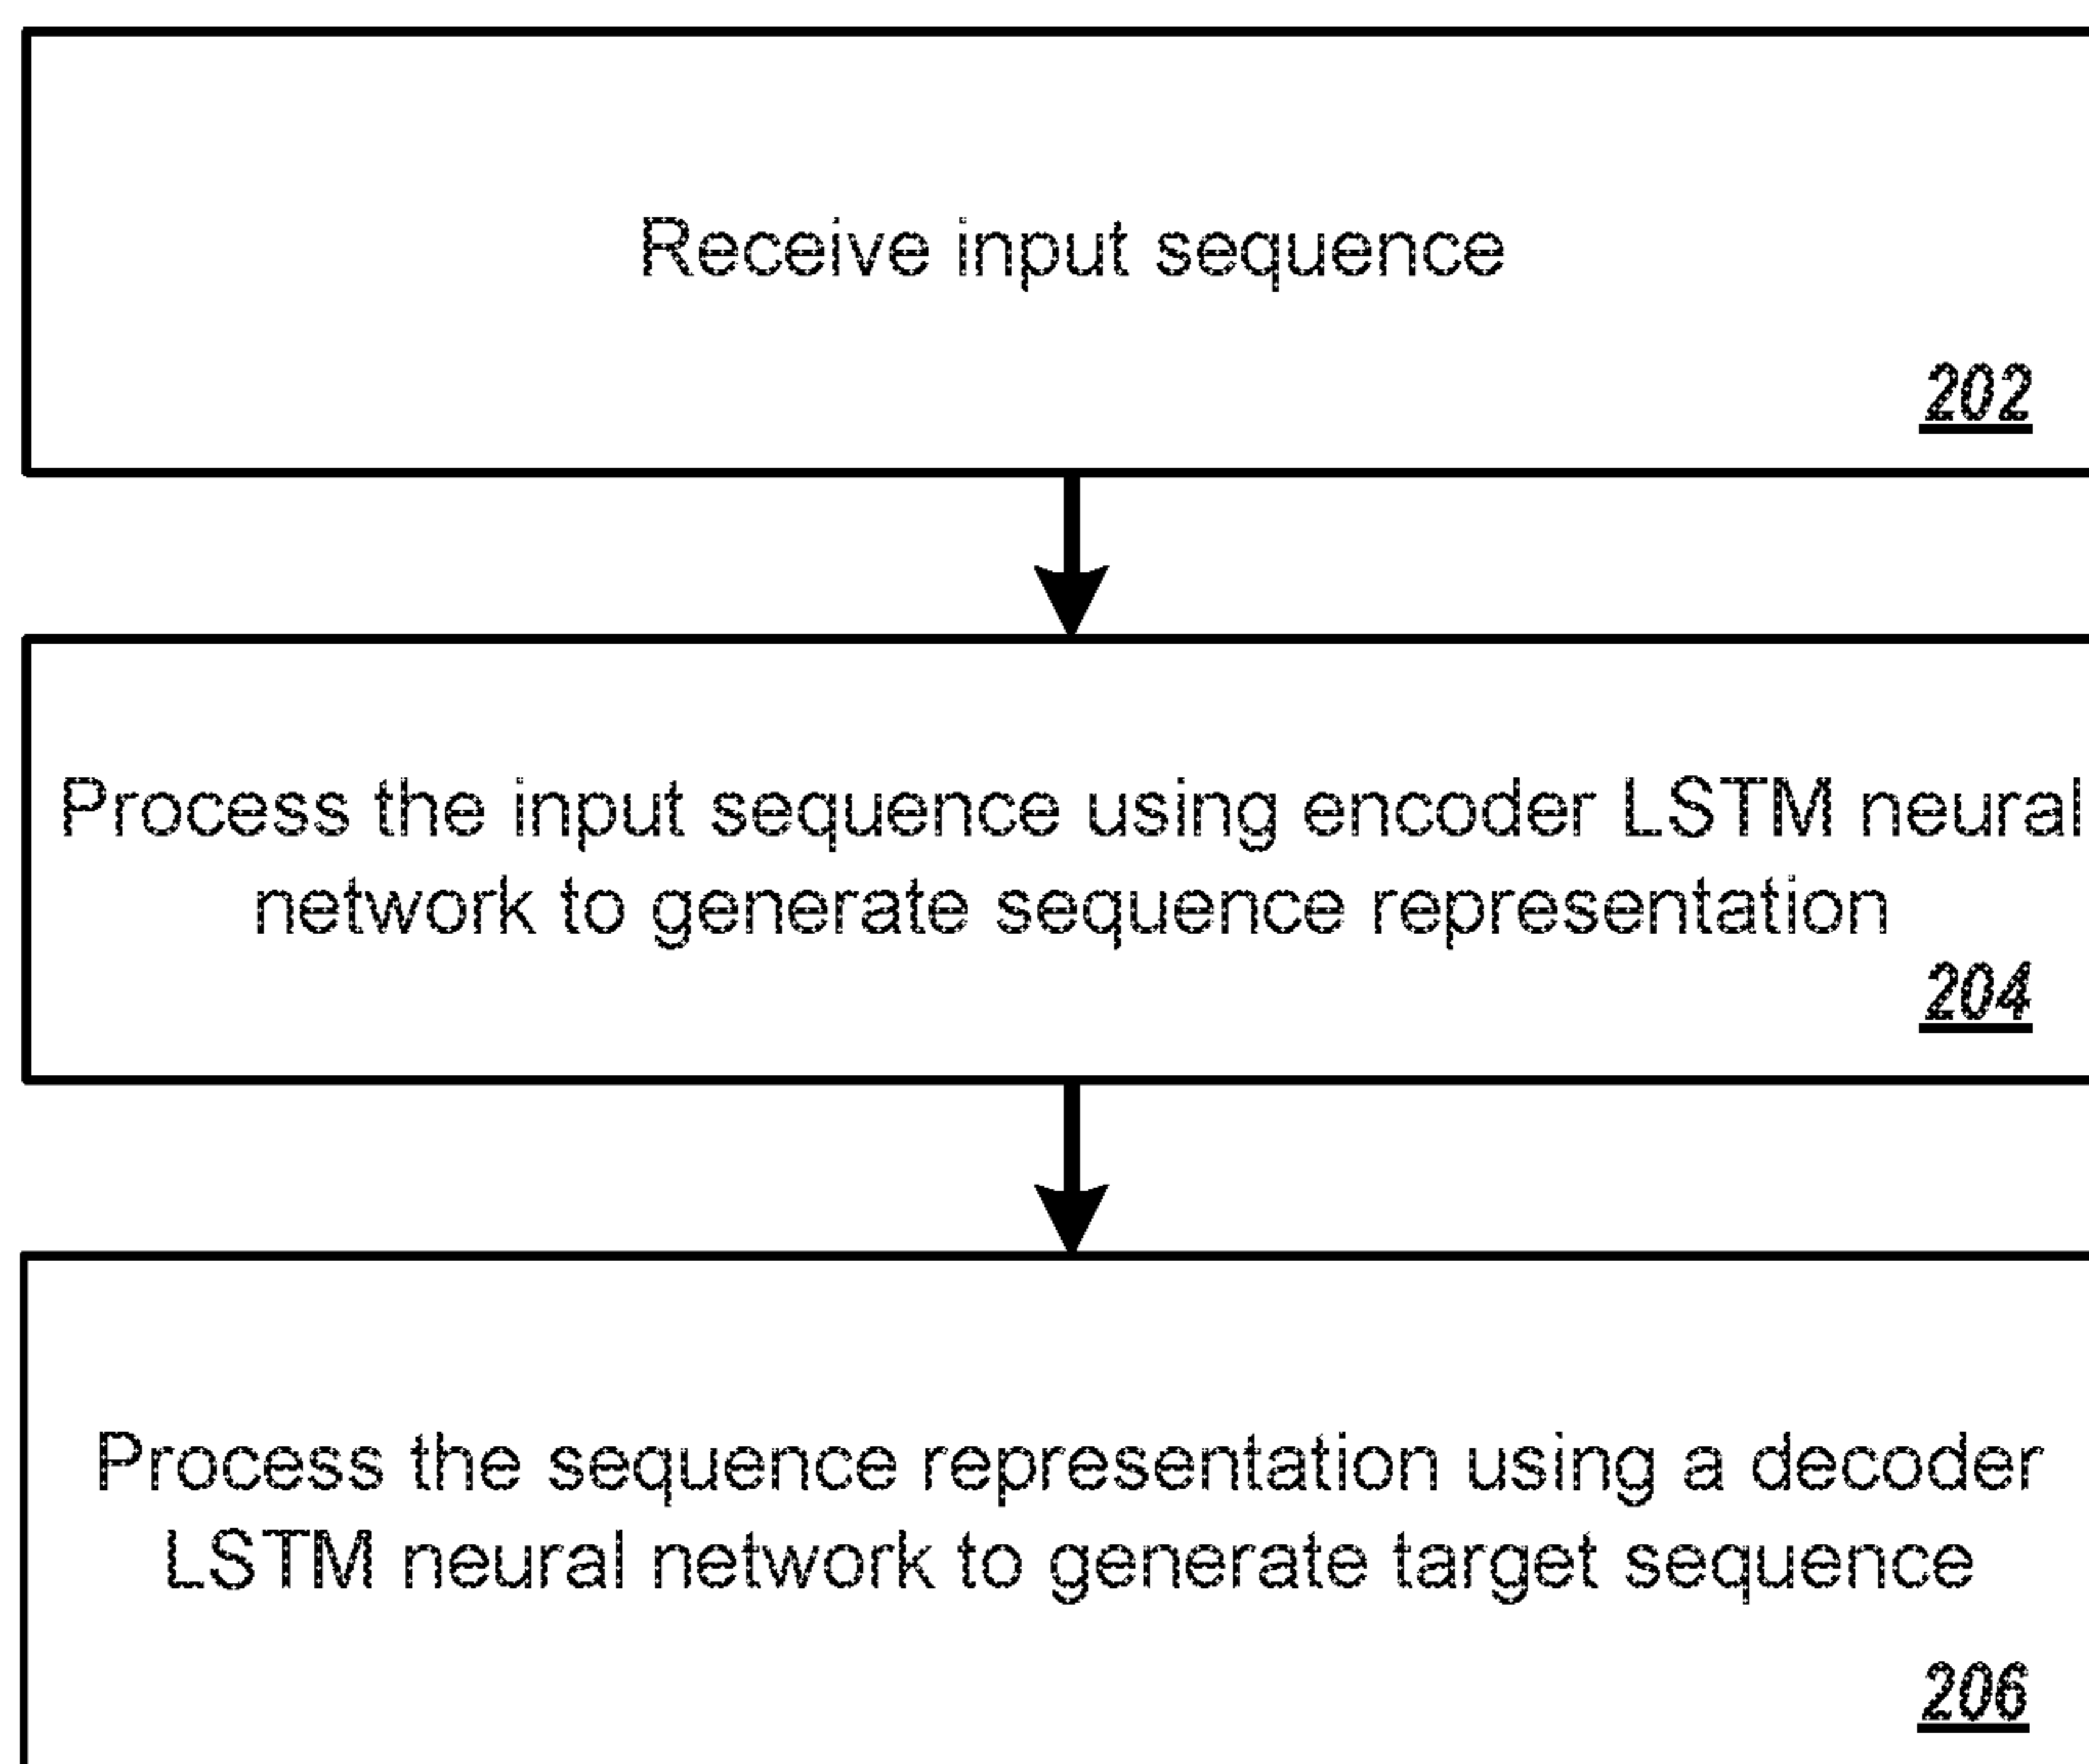 Receive input sequence
202
Process the input sequence using encoder LSTM neural
network to generate sequence representation
204
Process the sequence representation using a decoder
LSTM neural network to generate target sequence
206